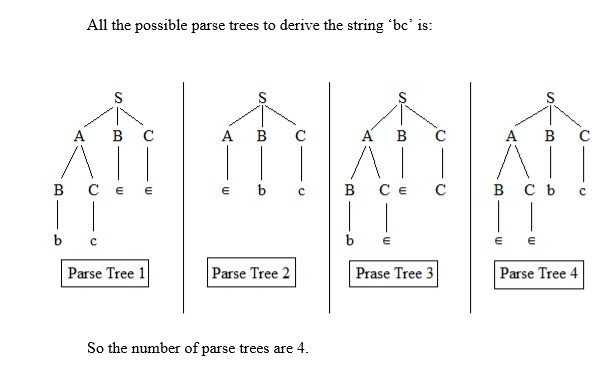 All the possible parse trees to derive the string ‘bc’ is:
S S S S
A B C A B C A B C A B C
B C ∈ ∈ ∈ b c B C ∈ C B C b c
b c b ∈ ∈ ∈
Parse Tree 1 Parse Tree 2 Prase Tree 3 Parse Tree 4
So the number of parse trees are 4.